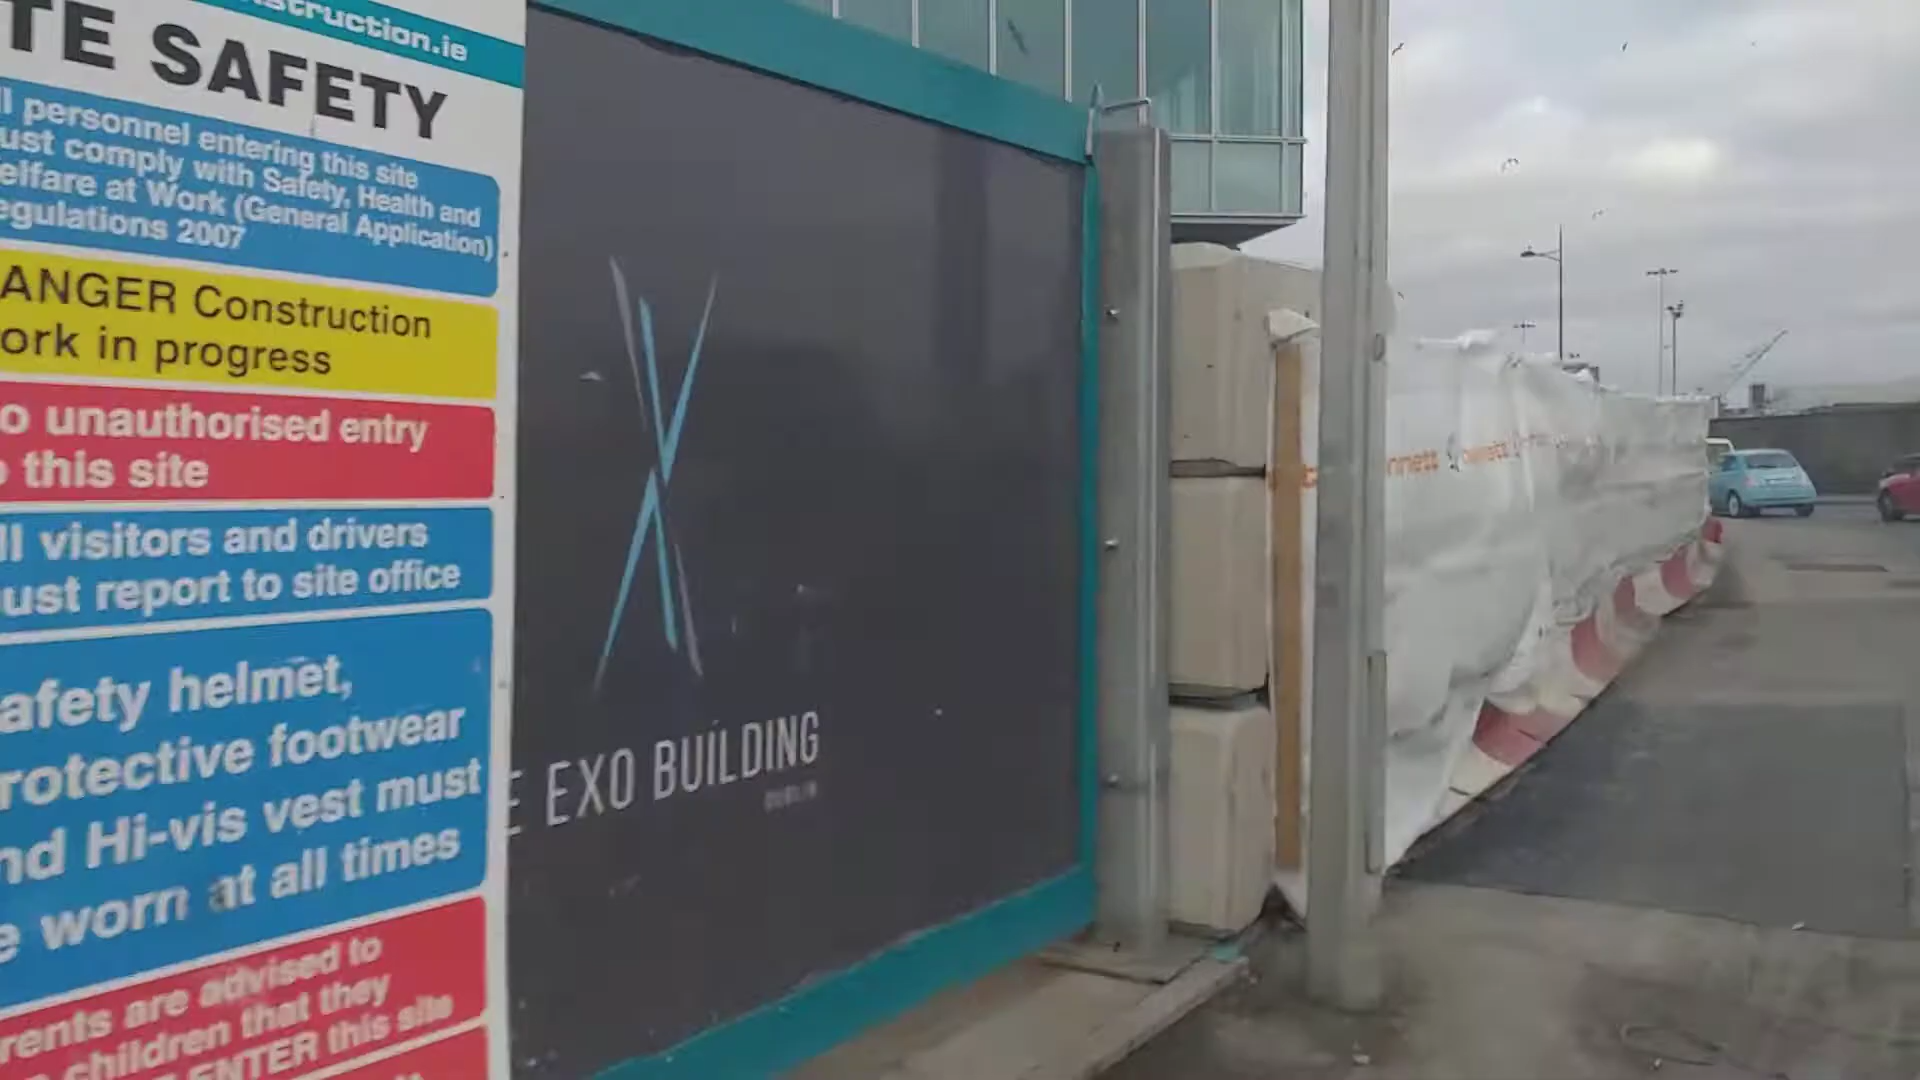 nstruction.ie
TE SAFETY
ll personnel entering this site
ust comply with Safety, Health and
elfare at Work (General Application)
egulations 2007
ANGER Construction
ork in progress
o unauthorised entry
this site
ll visitors and drivers
ust report to site office
afety helmet,
rotective footwear
nd Hi-vis vest must
e worn at all times
rents are advised to
children that they
ENTER this site
E EXO BUILDING
DUBLIN
nnett